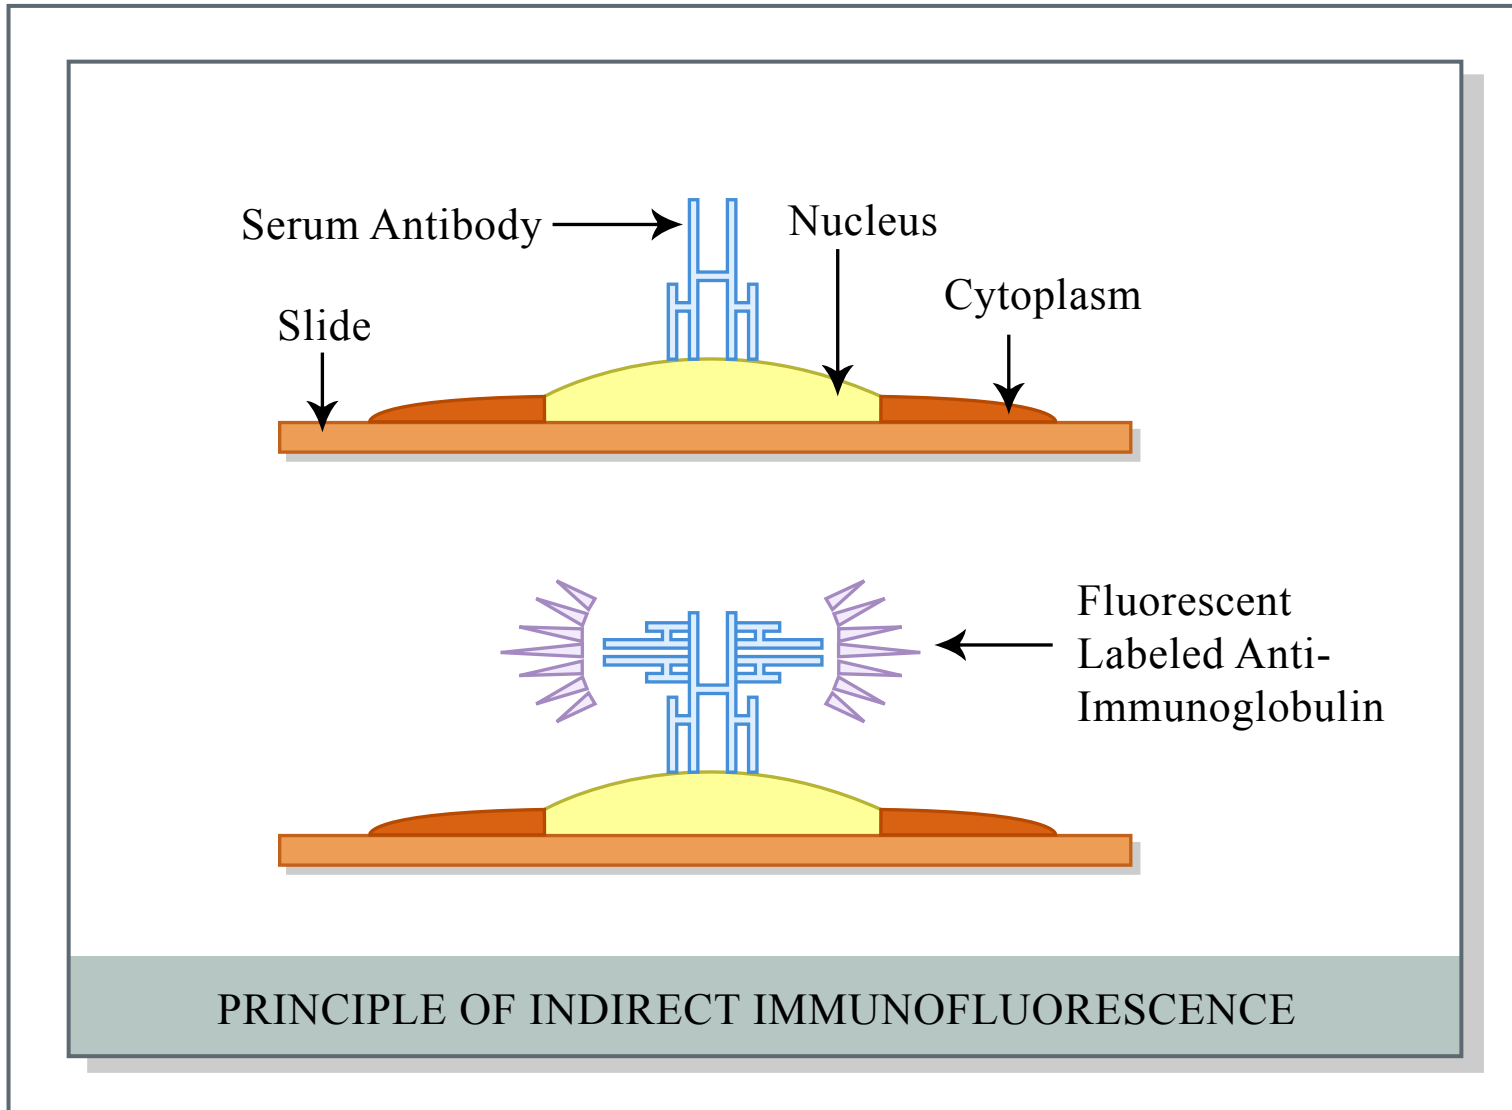 Serum Antibody
Nucleus
Cytoplasm
Slide
Fluorescent
Labeled Anti-
Immunoglobulin
PRINCIPLE OF INDIRECT IMMUNOFLUORESCENCE